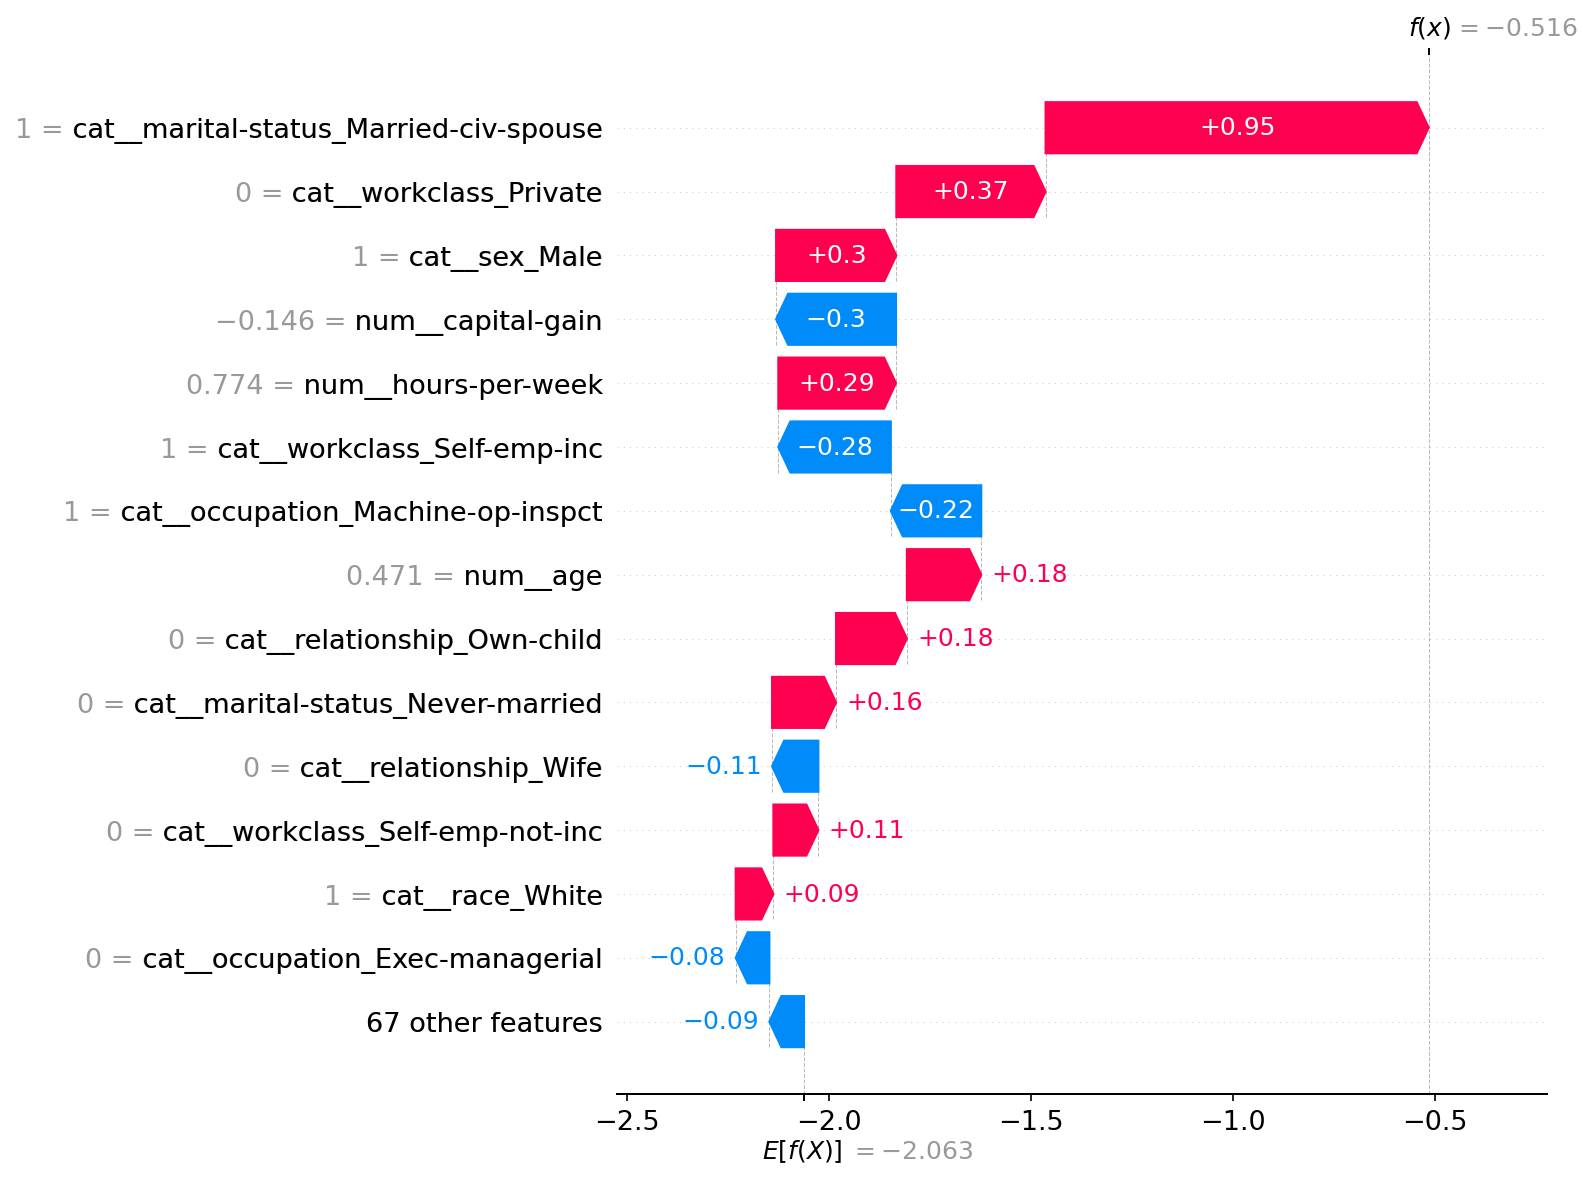 f(x) = −0.516
1 = cat__marital-status_Married-civ-spouse +0.95
0 = cat__workclass_Private +0.37
1 = cat__sex_Male +0.3
−0.146 = num__capital-gain −0.3
0.774 = num__hours-per-week +0.29
1 = cat__workclass_Self-emp-inc −0.28
1 = cat__occupation_Machine-op-inspct −0.22
0.471 = num__age +0.18
0 = cat__relationship_Own-child +0.18
0 = cat__marital-status_Never-married +0.16
0 = cat__relationship_Wife −0.11
0 = cat__workclass_Self-emp-not-inc +0.11
1 = cat__race_White +0.09
0 = cat__occupation_Exec-managerial −0.08
67 other features −0.09
−2.5 −2.0 −1.5 −1.0 −0.5
E[f(X)] = −2.063